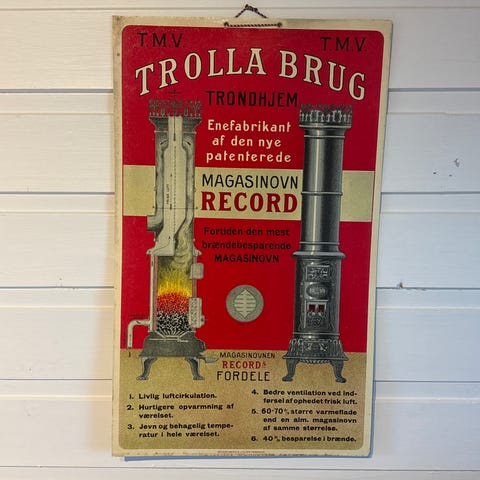 T.M.V. T.M.V.
TROLLA BRUG
TRONDHJEM
Enefabrikant
af den nye
patenterede
MAGASINOVN
RECORD
Fortiden den mest
brændebesparende
MAGASINOVN
MAGASINOVNEN
RECORDS
FORDELE
1. Livlig luftcirkulation.
2. Hurtigere opvarmning af
værelset.
3. Jevn og behagelig tempe-
ratur i hele værelset.
4. Bedre ventilation ved ind-
førsel af ophedet frisk luft.
5. 60-70 % større varmeflade
end en alm. magasinovn
af samme størrelse.
6. 40 % besparelse i brænde.